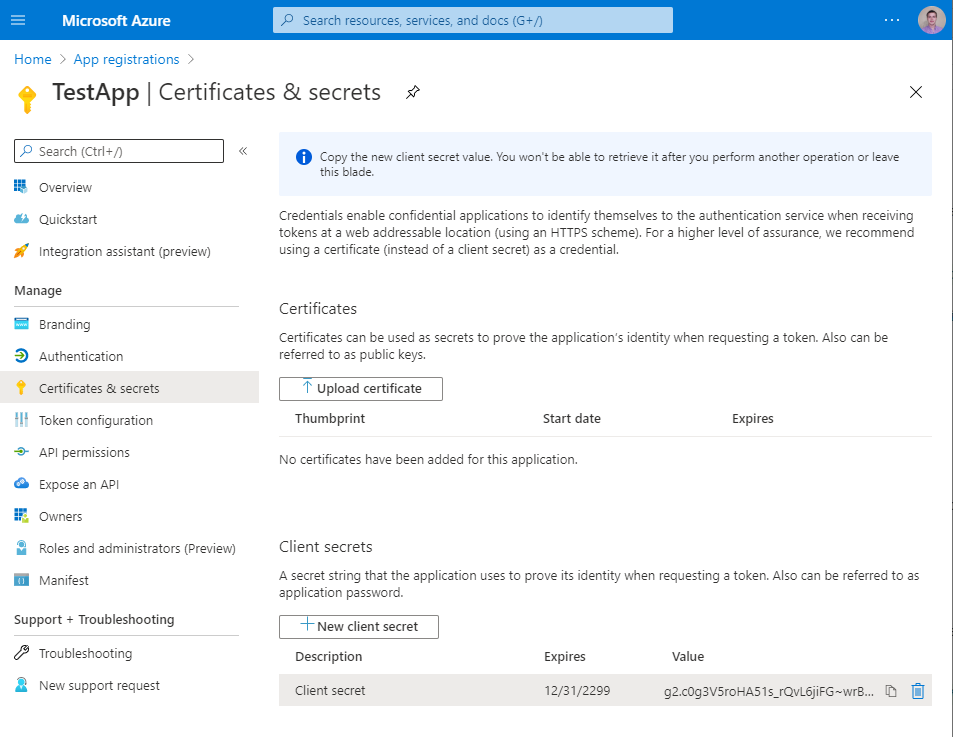 Microsoft Azure
Search resources, services, and docs (G+/)
Home > App registrations >
TestApp | Certificates & secrets
Search (Ctrl+/)
Overview
Quickstart
Integration assistant (preview)
Manage
Branding
Authentication
Certificates & secrets
Token configuration
API permissions
Expose an API
Owners
Roles and administrators (Preview)
Manifest
Support + Troubleshooting
Troubleshooting
New support request
Copy the new client secret value. You won't be able to retrieve it after you perform another operation or leave
this blade.
Credentials enable confidential applications to identify themselves to the authentication service when receiving
tokens at a web addressable location (using an HTTPS scheme). For a higher level of assurance, we recommend
using a certificate (instead of a client secret) as a credential.
Certificates
Certificates can be used as secrets to prove the application's identity when requesting a token. Also can be
referred to as public keys.
Upload certificate
Thumbprint Start date Expires
No certificates have been added for this application.
Client secrets
A secret string that the application uses to prove its identity when requesting a token. Also can be referred to as
application password.
New client secret
Description Expires Value
Client secret 12/31/2299 g2.c0g3V5roHA51s_rQvL6jiFG~wrB...